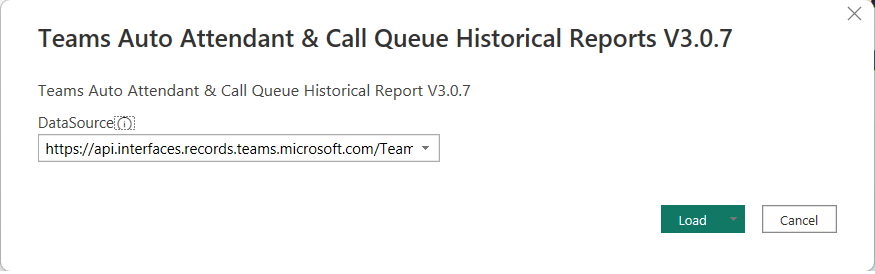 Teams Auto Attendant & Call Queue Historical Reports V3.0.7
Teams Auto Attendant & Call Queue Historical Report V3.0.7
DataSource
https://api.interfaces.records.teams.microsoft.com/Team
Load
Cancel